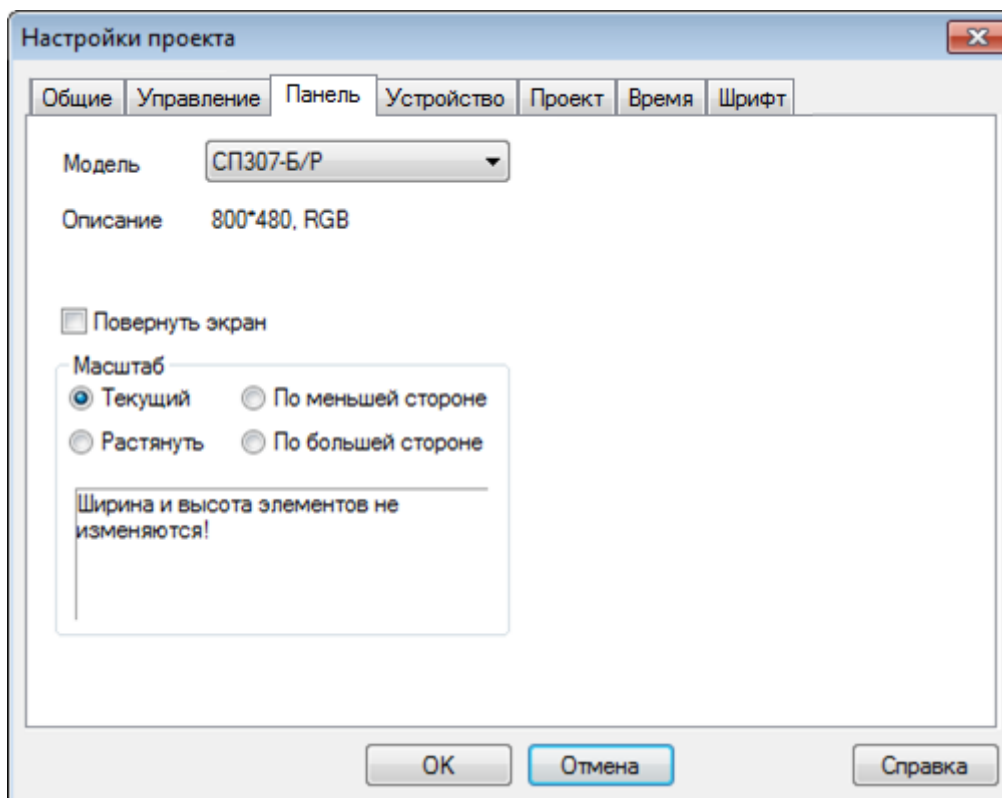 Настройки проекта
Общие Управление Панель Устройство Проект Время Шрифт
Модель СП307-Б/Р
Описание 800*480, RGB
Повернуть экран
Масштаб
Текущий По меньшей стороне
Растянуть По большей стороне
Ширина и высота элементов не
изменяются!
OK Отмена Справка